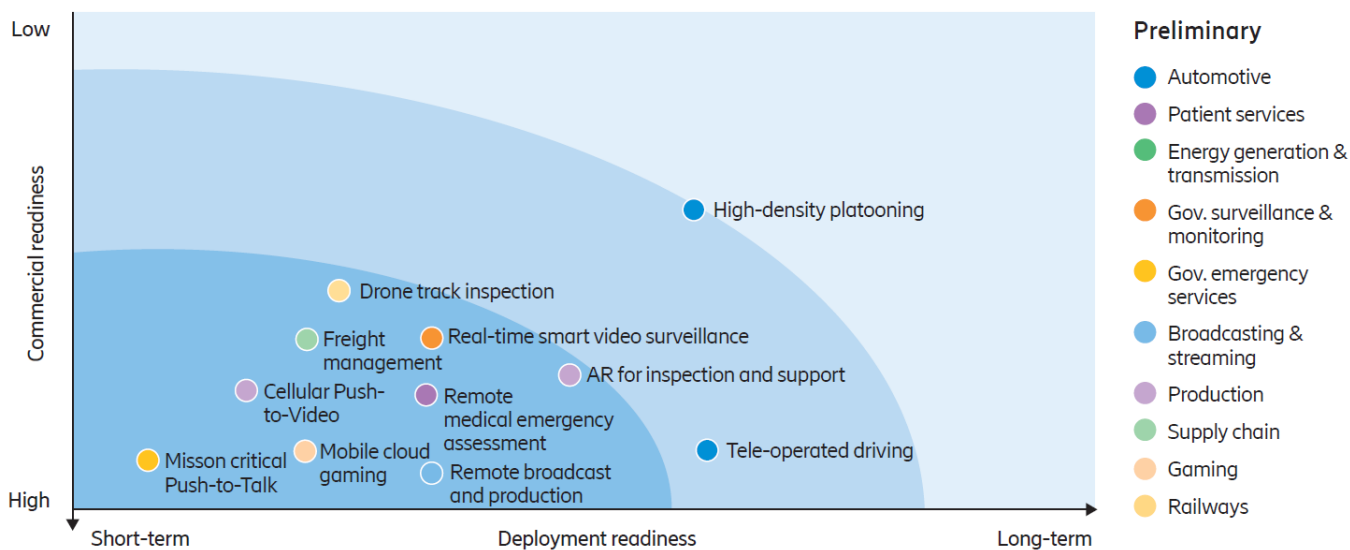 Low
High
Commercial readiness
High-density platooning
Drone track inspection
Freight
management
Real-time smart video surveillance
AR for inspection and support
Cellular Push-
to-Video
Remote
medical emergency
assessment
Misson critical
Push-to-Talk
Mobile cloud
gaming
Remote broadcast
and production
Tele-operated driving
Short-term
Deployment readiness
Long-term
Preliminary
Automotive
Patient services
Energy generation &
transmission
Gov. surveillance &
monitoring
Gov. emergency
services
Broadcasting &
streaming
Production
Supply chain
Gaming
Railways